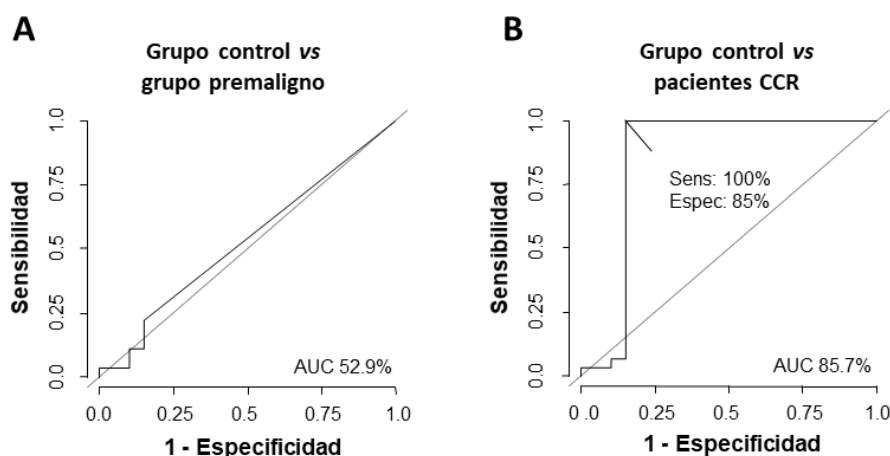 A
Grupo control vs
grupo premaligno
Sensibilidad
1.0
0.75
0.5
0.25
0.0
AUC 52.9%
0.0 0.25 0.5 0.75 1.0
1 - Especificidad
B
Grupo control vs
pacientes CCR
Sensibilidad
1.0
0.75
0.5
0.25
0.0
Sens: 100%
Espec: 85%
AUC 85.7%
0 .0 0.25 0.5 0.75 1.0
1 - Especificidad